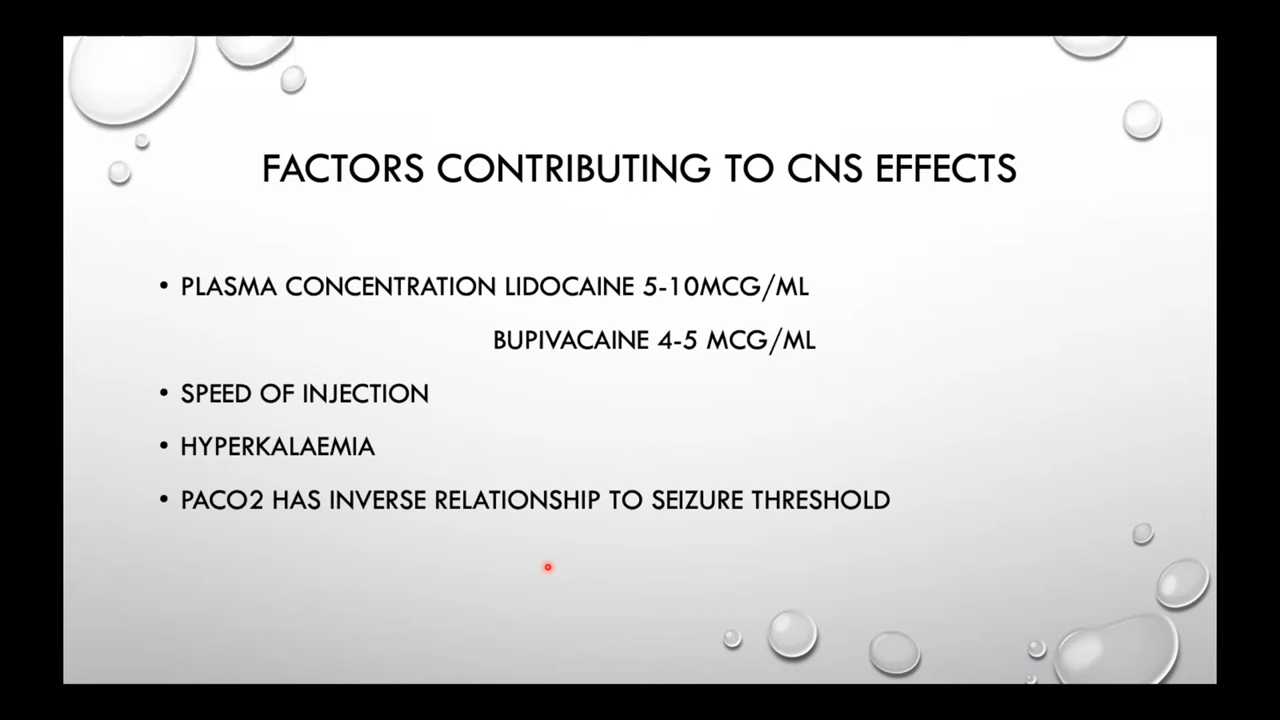 FACTORS CONTRIBUTING TO CNS EFFECTS
• PLASMA CONCENTRATION LIDOCAINE 5-10MCG/ML
BUPIVACAINE 4-5 MCG/ML
• SPEED OF INJECTION
• HYPERKALAEMIA
• PACO2 HAS INVERSE RELATIONSHIP TO SEIZURE THRESHOLD